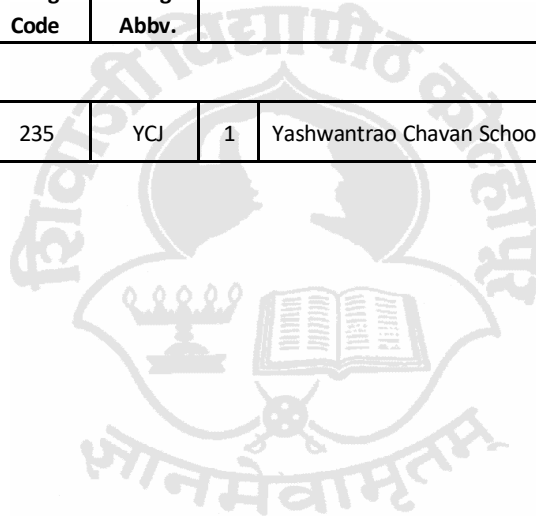 Code Abbv.
235 YCJ 1 Yashwantrao Chavan Schoo
शिवाजी विद्यापीठ कोल्हापूर
ज्ञानमेवामृतम्